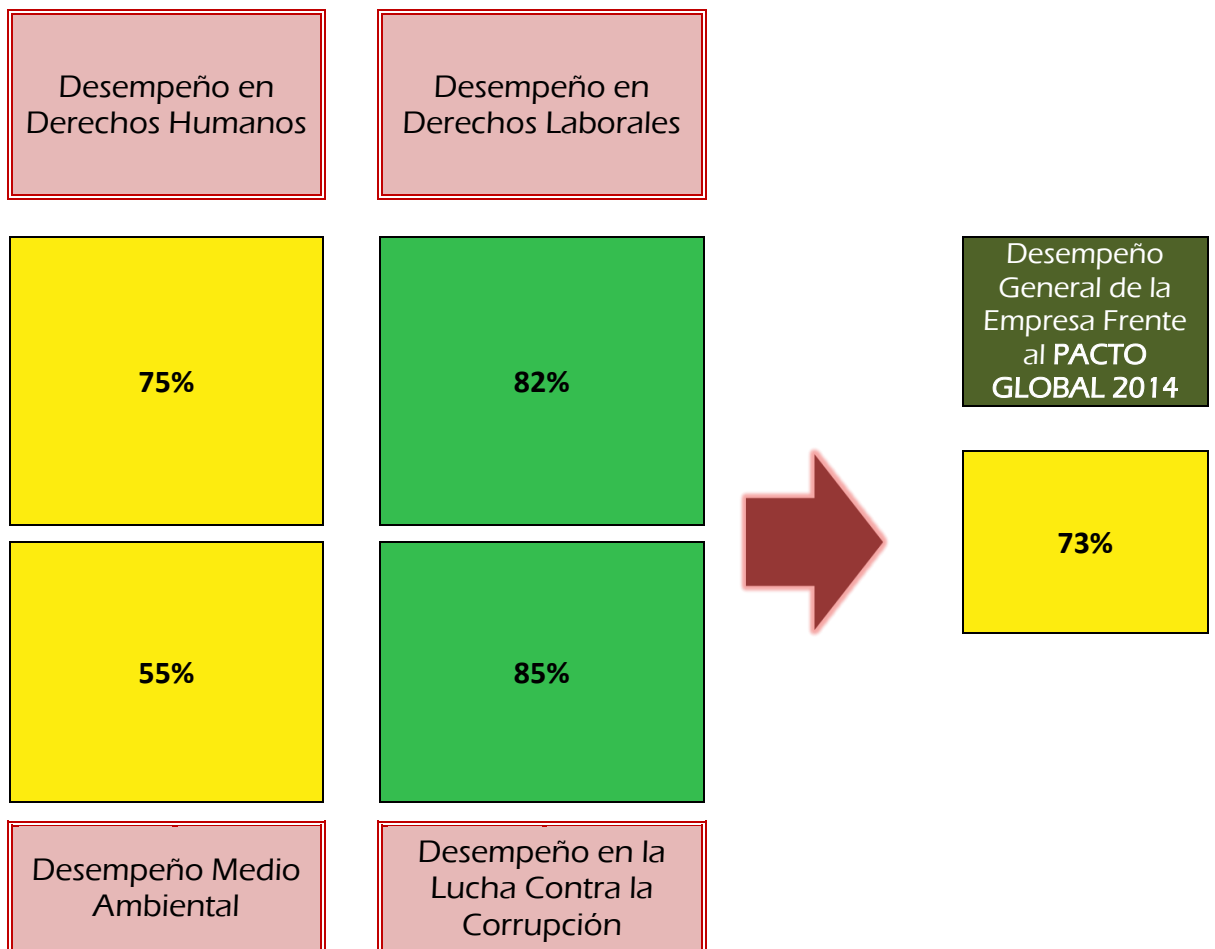 Desempeño en
Derechos Humanos
Desempeño en
Derechos Laborales
75%
82%
55%
85%
Desempeño Medio
Ambiental
Desempeño en la
Lucha Contra la
Corrupción
Desempeño
General de la
Empresa Frente
al PACTO
GLOBAL 2014
73%